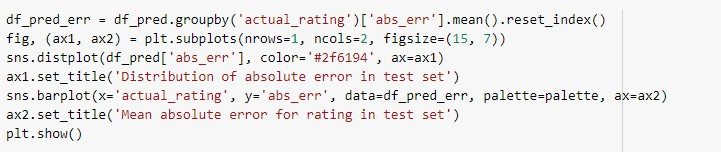 df_pred_err = df_pred.groupby('actual_rating')['abs_err'].mean().reset_index()
fig, (ax1, ax2) = plt.subplots(nrows=1, ncols=2, figsize=(15, 7))
sns.distplot(df_pred['abs_err'], color='#2f6194', ax=ax1)
ax1.set_title('Distribution of absolute error in test set')
sns.barplot(x='actual_rating', y='abs_err', data=df_pred_err, palette=palette, ax=ax2)
ax2.set_title('Mean absolute error for rating in test set')
plt.show()